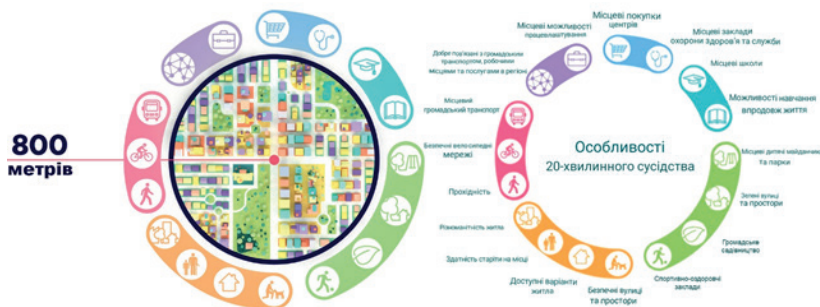 800
метрів
Місцеві можливості
працевлаштування
Місцеві покупки
центрів
Місцеві заклади
охорони здоров'я та служби
Добре пов'язані з громадським
транспортом, робочими
місцями та послугами в регіоні
Місцеві школи
Місцевий
громадський транспорт
Можливості навчання
впродовж життя
Безпечні велосипедні
мережі
Особливості
20-хвилинного сусідства
Місцеві дитячі майданчики
та парки
Прохідність
Зелені вулиці
та простори
Різноманітність житла
Громадське
садівництво
Здатність старіти на місці
Спортивно-оздоровчі
заклади
Доступні варіанти
житла
Безпечні вулиці
та простори